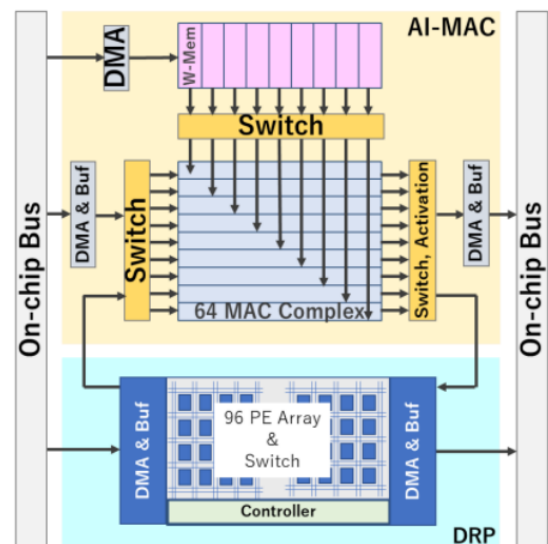 AI-MAC
DMA
W-Mem
Switch
On-chip Bus
DMA & Buf
Switch
64 MAC Complex
Switch, Activation
DMA & Buf
On-chip Bus
DMA & Buf
96 PE Array
&
Switch
DMA & Buf
Controller
DRP